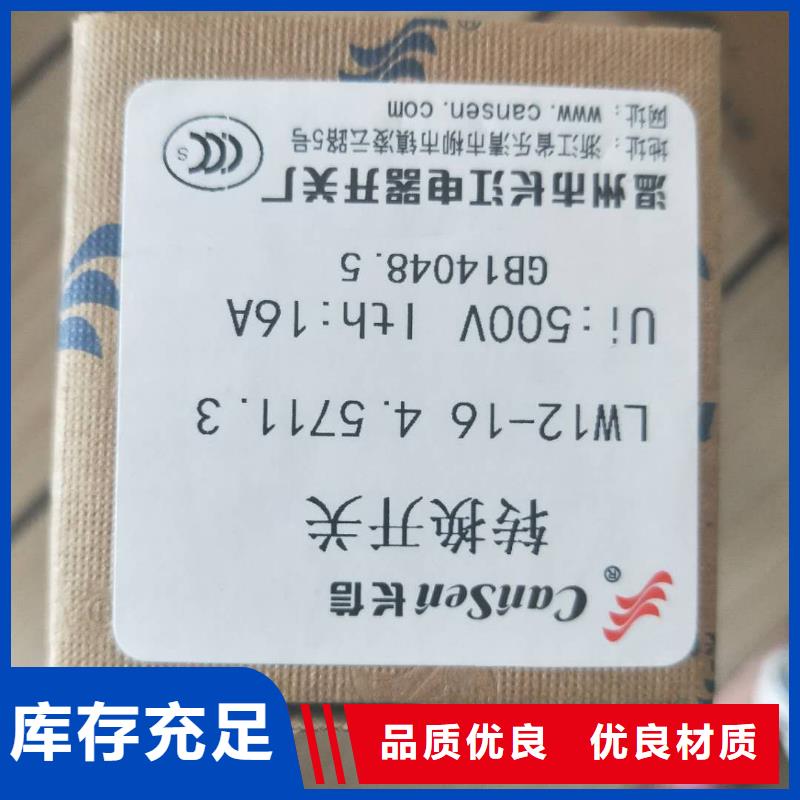 CanSen长信®
转换开关
LW12-16 4.5711.3
Ui:500V Ith:16A
GB14048.5
温州市长江电器开关厂
地址：浙江省乐清市柳市镇凌云路5号
网址：www.cansen.com
CCC S
库存充足
品质优良 优良材质